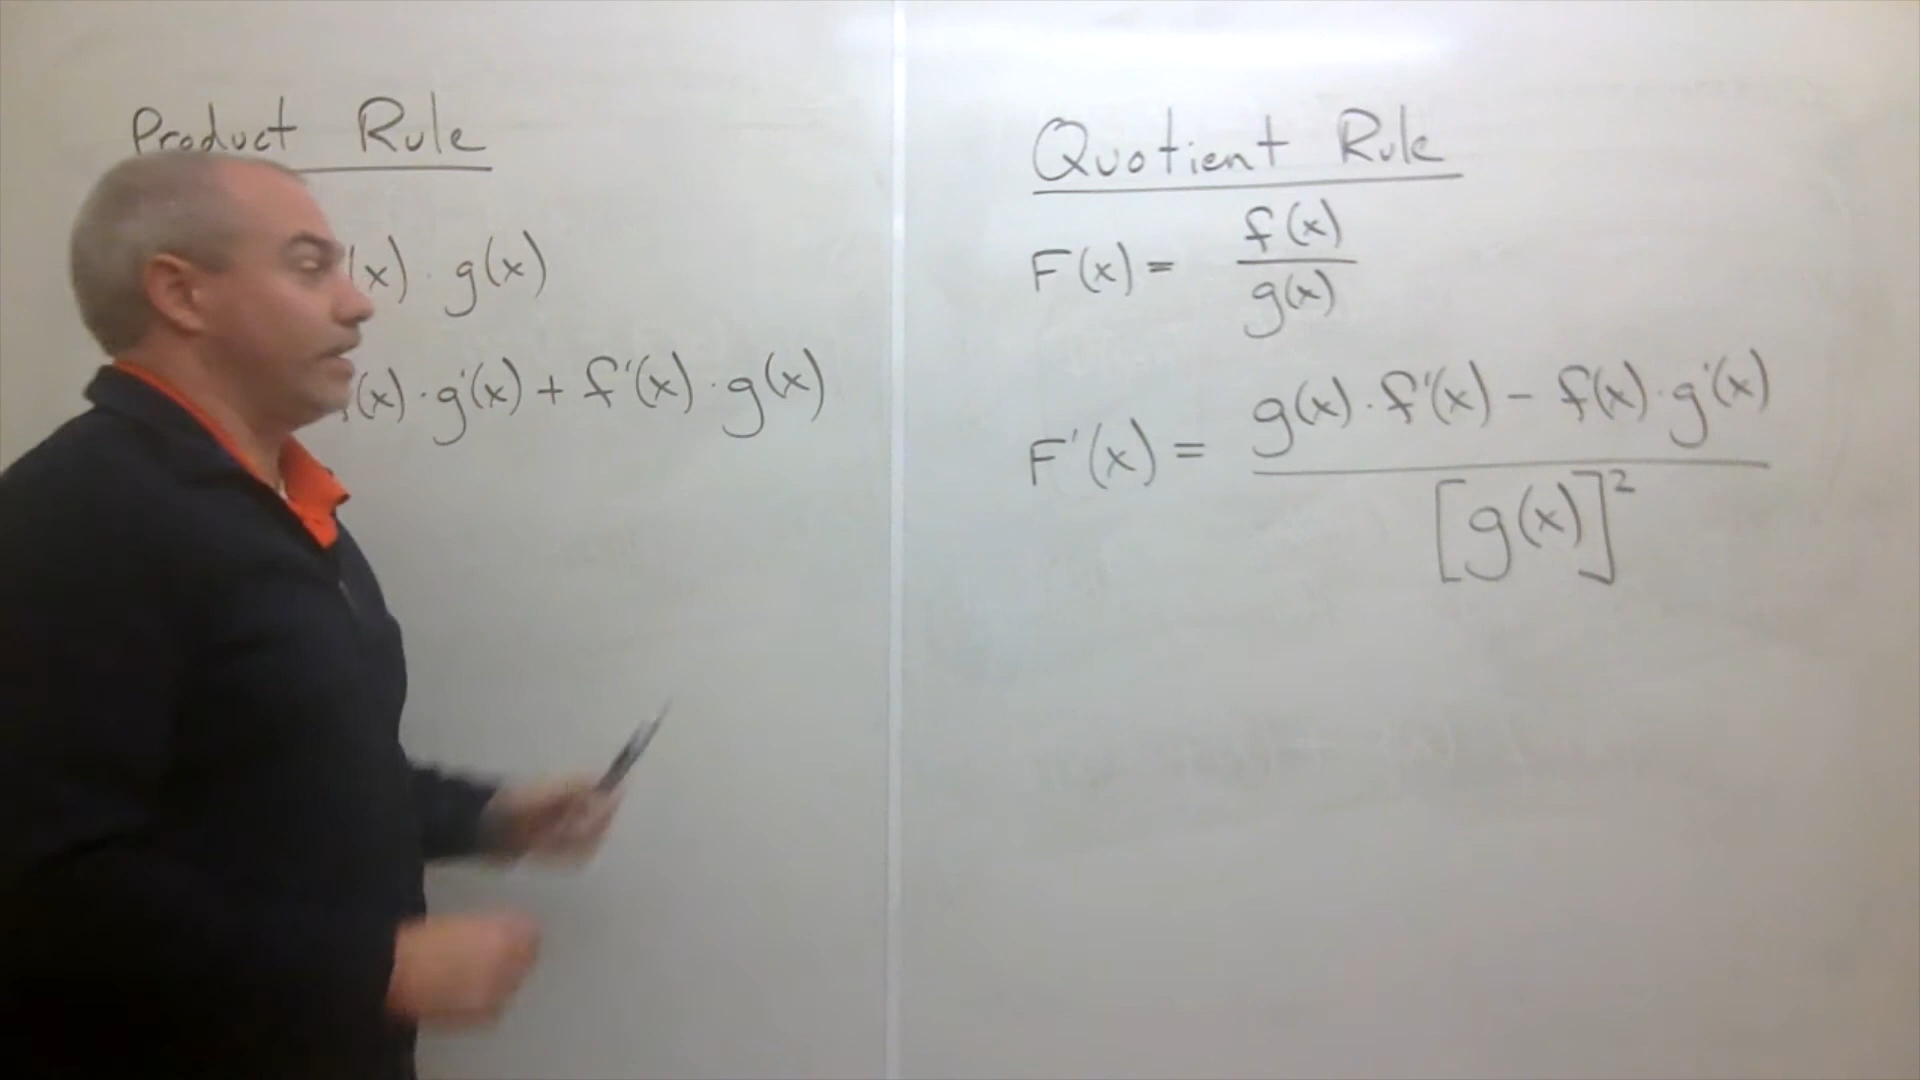 Product Rule
(x) · g(x)
(x) · g'(x) + f'(x) · g(x)
Quotient Rule
F(x) = f(x)
g(x)
F'(x) = g(x) · f'(x) - f(x) · g'(x)
[g(x)]²